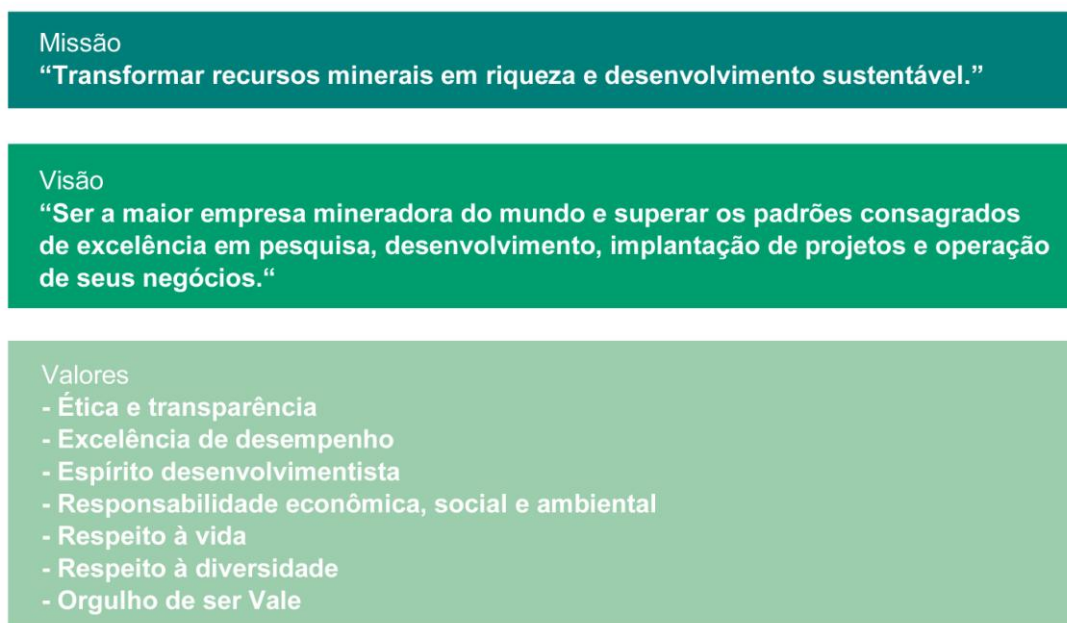 Missão
“Transformar recursos minerais em riqueza e desenvolvimento sustentável.”
Visão
“Ser a maior empresa mineradora do mundo e superar os padrões consagrados
de excelência em pesquisa, desenvolvimento, implantação de projetos e operação
de seus negócios.“
Valores
- Ética e transparência
- Excelência de desempenho
- Espírito desenvolvimentista
- Responsabilidade econômica, social e ambiental
- Respeito à vida
- Respeito à diversidade
- Orgulho de ser Vale